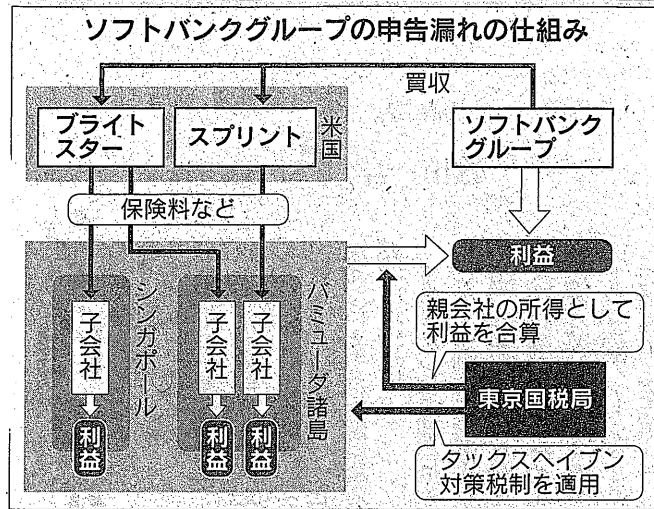 ソフトバンクグループの申告漏れの仕組み
買収
ブライト
スター
スプリント
米国
ソフトバンク
グループ
保険料など
利益
子会社
利益
シンガポール
子会社
利益
子会社
利益
バミューダ諸島
親会社の所得として
利益を合算
東京国税局
タックスヘイブン
対策税制を適用